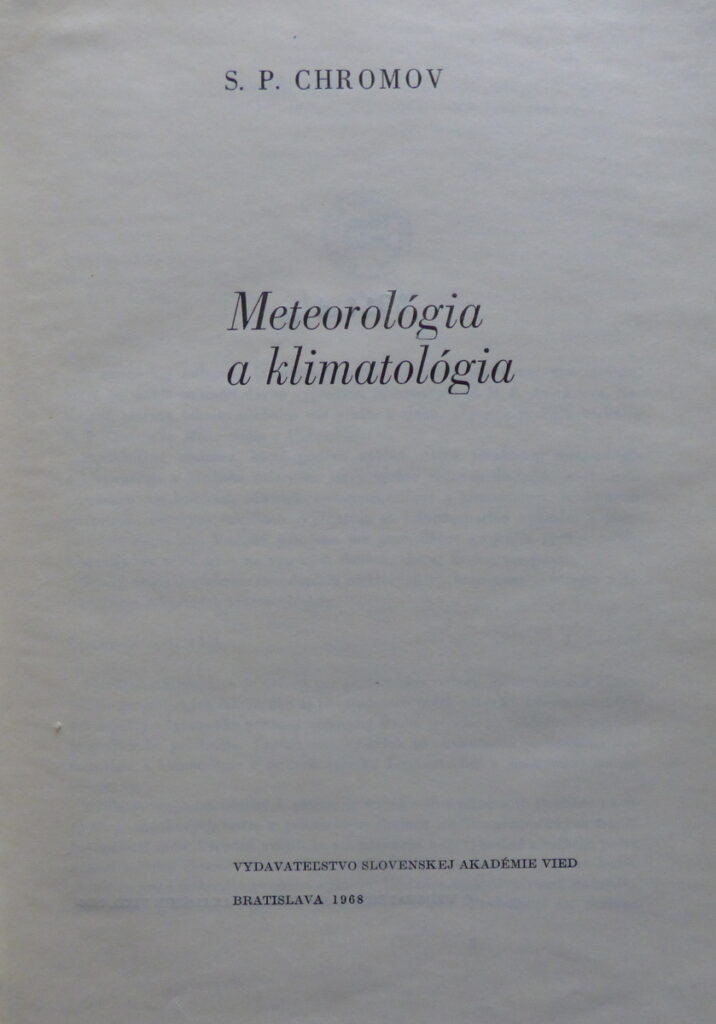 S. P. CHROMOV
Meteorológia
a klimatológia
VYDAVATEĽSTVO SLOVENSKEJ AKADÉMIE VIED
BRATISLAVA 1968